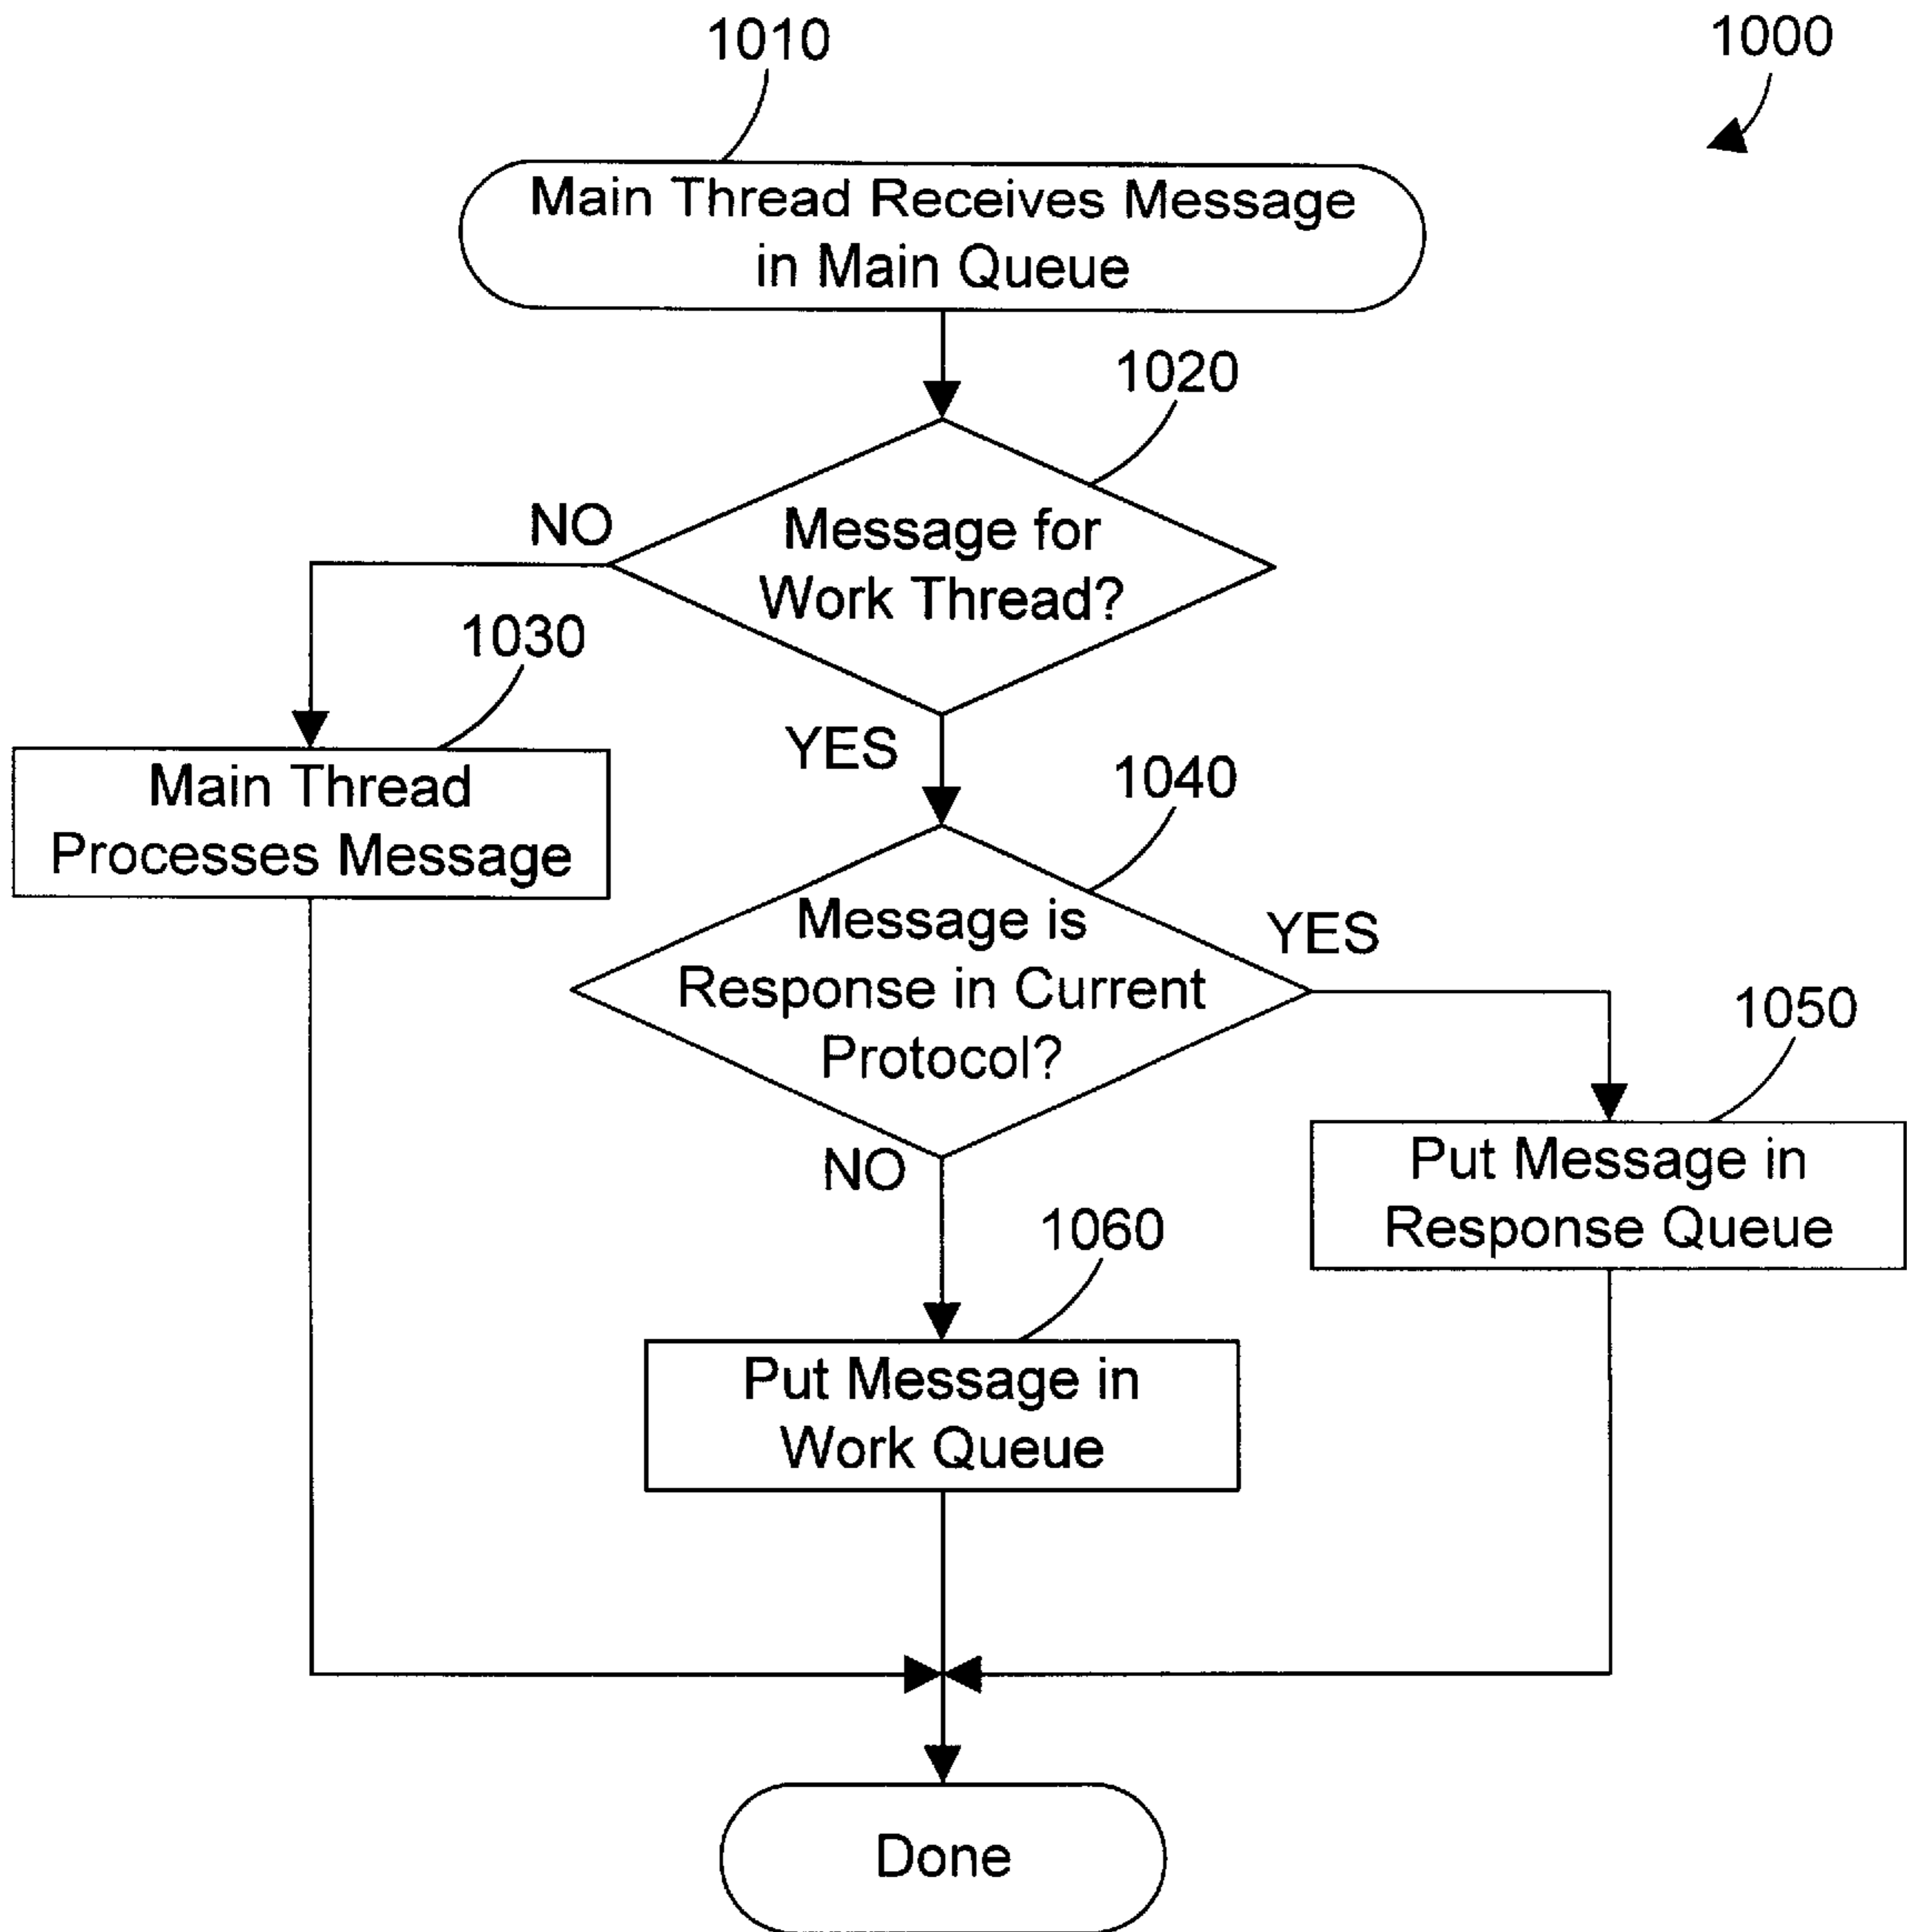 1010
1000
Main Thread Receives Message
in Main Queue
1020
NO
Message for
Work Thread?
1030
YES
1040
Main Thread
Processes Message
Message is
Response in Current
Protocol?
YES
1050
NO
Put Message in
Response Queue
1060
Put Message in
Work Queue
Done